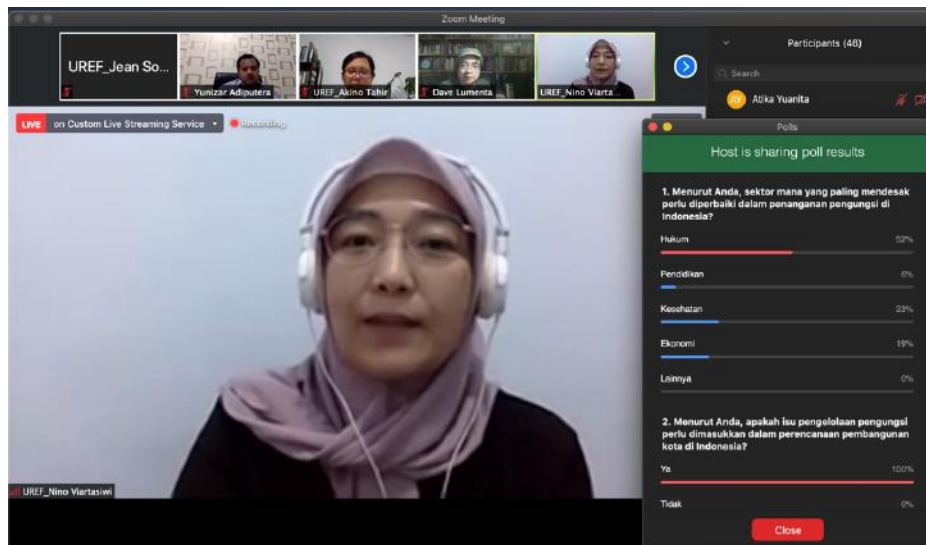 Zoom Meeting
UREF_Jean So...
Yunizar Adiputera
UREF_Akino Tahir
Dave Lumenta
UREF_Nino Viarta...
Participants (46)
Search
AY
Atika Yuanita
LIVE on Custom Live Streaming Service
Recording
Polls
Host is sharing poll results
1. Menurut Anda, sektor mana yang paling mendesak
perlu diperbaiki dalam penanganan pengungsi di
Indonesia?
Hukum 52%
Pendidikan 6%
Kesehatan 23%
Ekonomi 19%
Lainnya 0%
2. Menurut Anda, apakah isu pengelolaan pengungsi
perlu dimasukkan dalam perencanaan pembangunan
kota di Indonesia?
Ya 100%
Tidak 0%
Close
UREF_Nino Viartasiwi